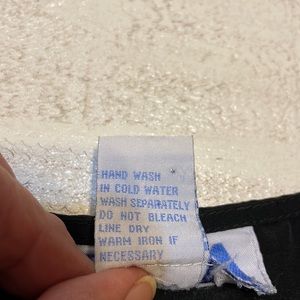 HAND WASH
IN COLD WATER
WASH SEPARATELY
DO NOT BLEACH
LINE DRY
WARM IRON IF
NECESSARY